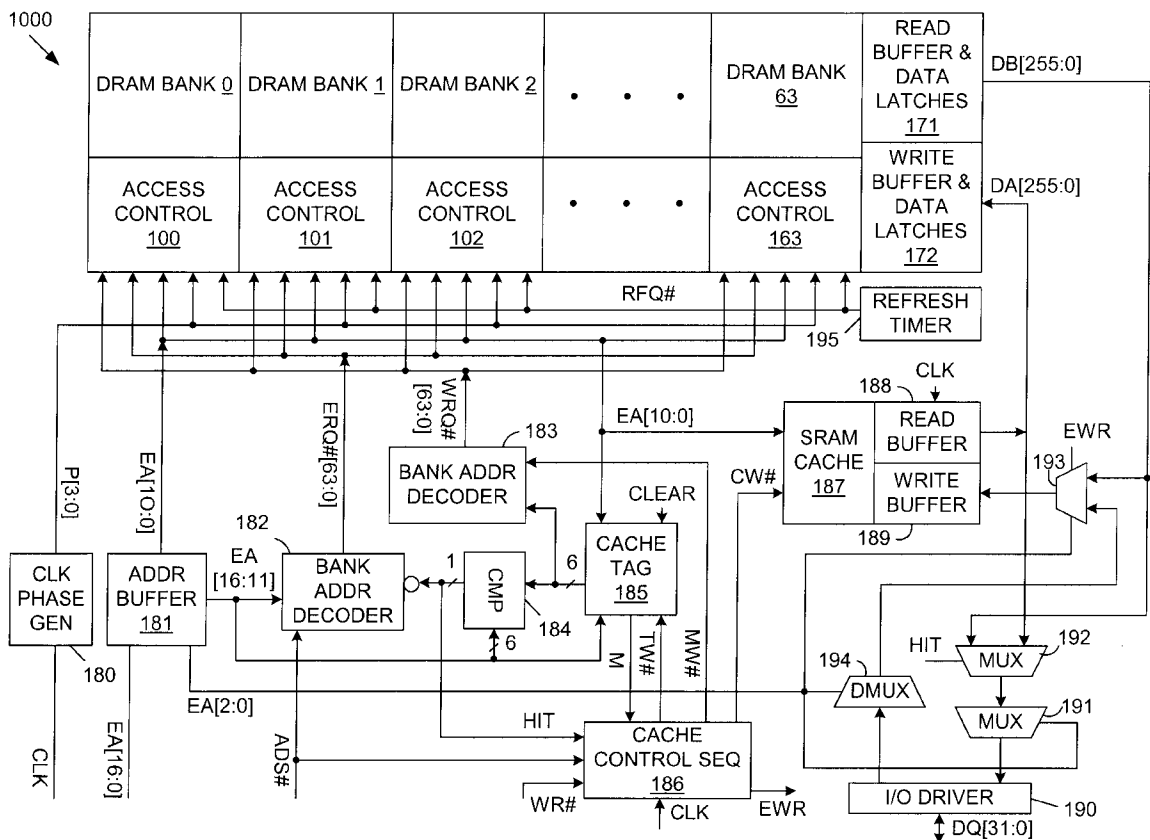 1000
DRAM BANK 0
DRAM BANK 1
DRAM BANK 2
• • •
DRAM BANK
63
READ
BUFFER &
DATA
LATCHES
171
DB[255:0]
ACCESS
CONTROL
100
ACCESS
CONTROL
101
ACCESS
CONTROL
102
• • •
ACCESS
CONTROL
163
WRITE
BUFFER &
DATA
LATCHES
172
DA[255:0]
RFQ#
REFRESH
TIMER
195
P[3:0]
EA[1O:0]
ERQ#[63:0]
WRQ#
[63:0]
183
BANK ADDR
DECODER
EA[10:0]
CLEAR
CW#
188
CLK
SRAM
CACHE
187
READ
BUFFER
WRITE
BUFFER
189
EWR
193
CLK
PHASE
GEN
180
ADDR
BUFFER
181
EA
[16:11]
182
BANK
ADDR
DECODER
1
CMP
184
6
6
CACHE
TAG
185
M
TW#
MW#
HIT
MUX
192
194
DMUX
MUX
191
EA[2:0]
CLK
EA[16:0]
ADS#
HIT
WR#
CACHE
CONTROL SEQ
186
CLK
EWR
I/O DRIVER
190
DQ[31:0]